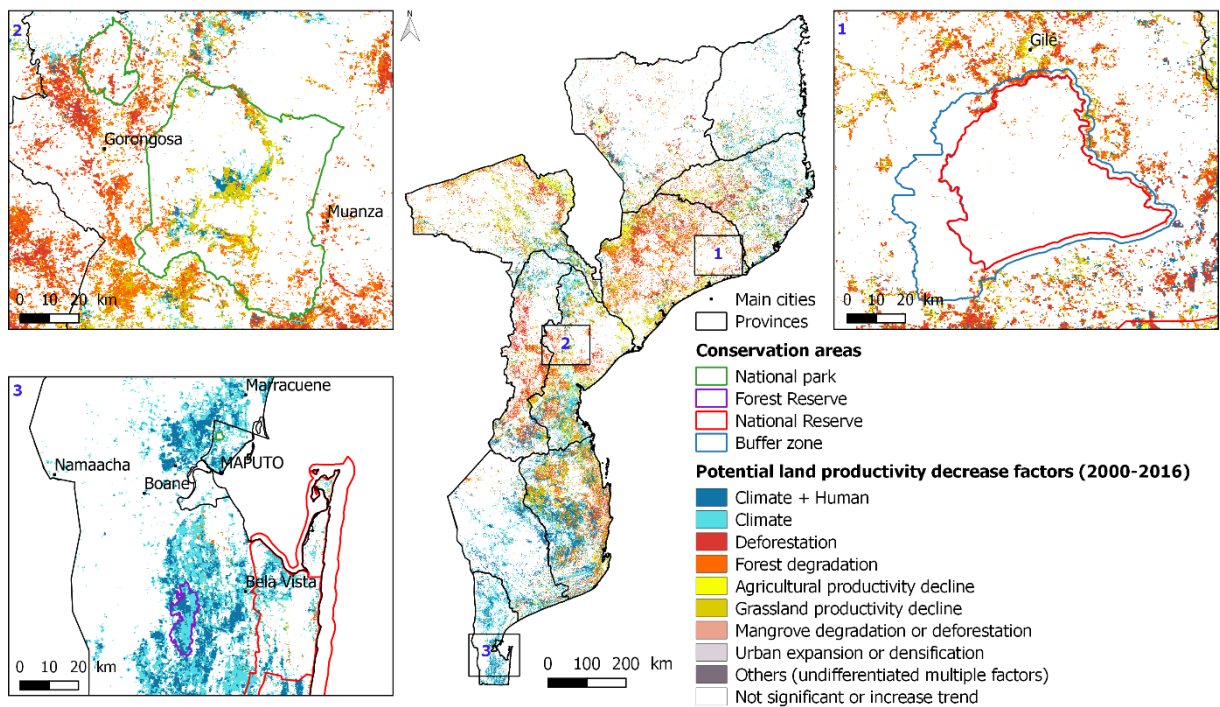 2
Gorongosa
Muanza
0 10 20 km
N
1
2
3
Main cities
Provinces
0 100 200 km
1
Gilé
0 10 20 km
3
Marracuene
Namaacha
MAPUTO
Boane
Bela Vista
0 10 20 km
Conservation areas
National park
Forest Reserve
National Reserve
Buffer zone
Potential land productivity decrease factors (2000-2016)
Climate + Human
Climate
Deforestation
Forest degradation
Agricultural productivity decline
Grassland productivity decline
Mangrove degradation or deforestation
Urban expansion or densification
Others (undifferentiated multiple factors)
Not significant or increase trend